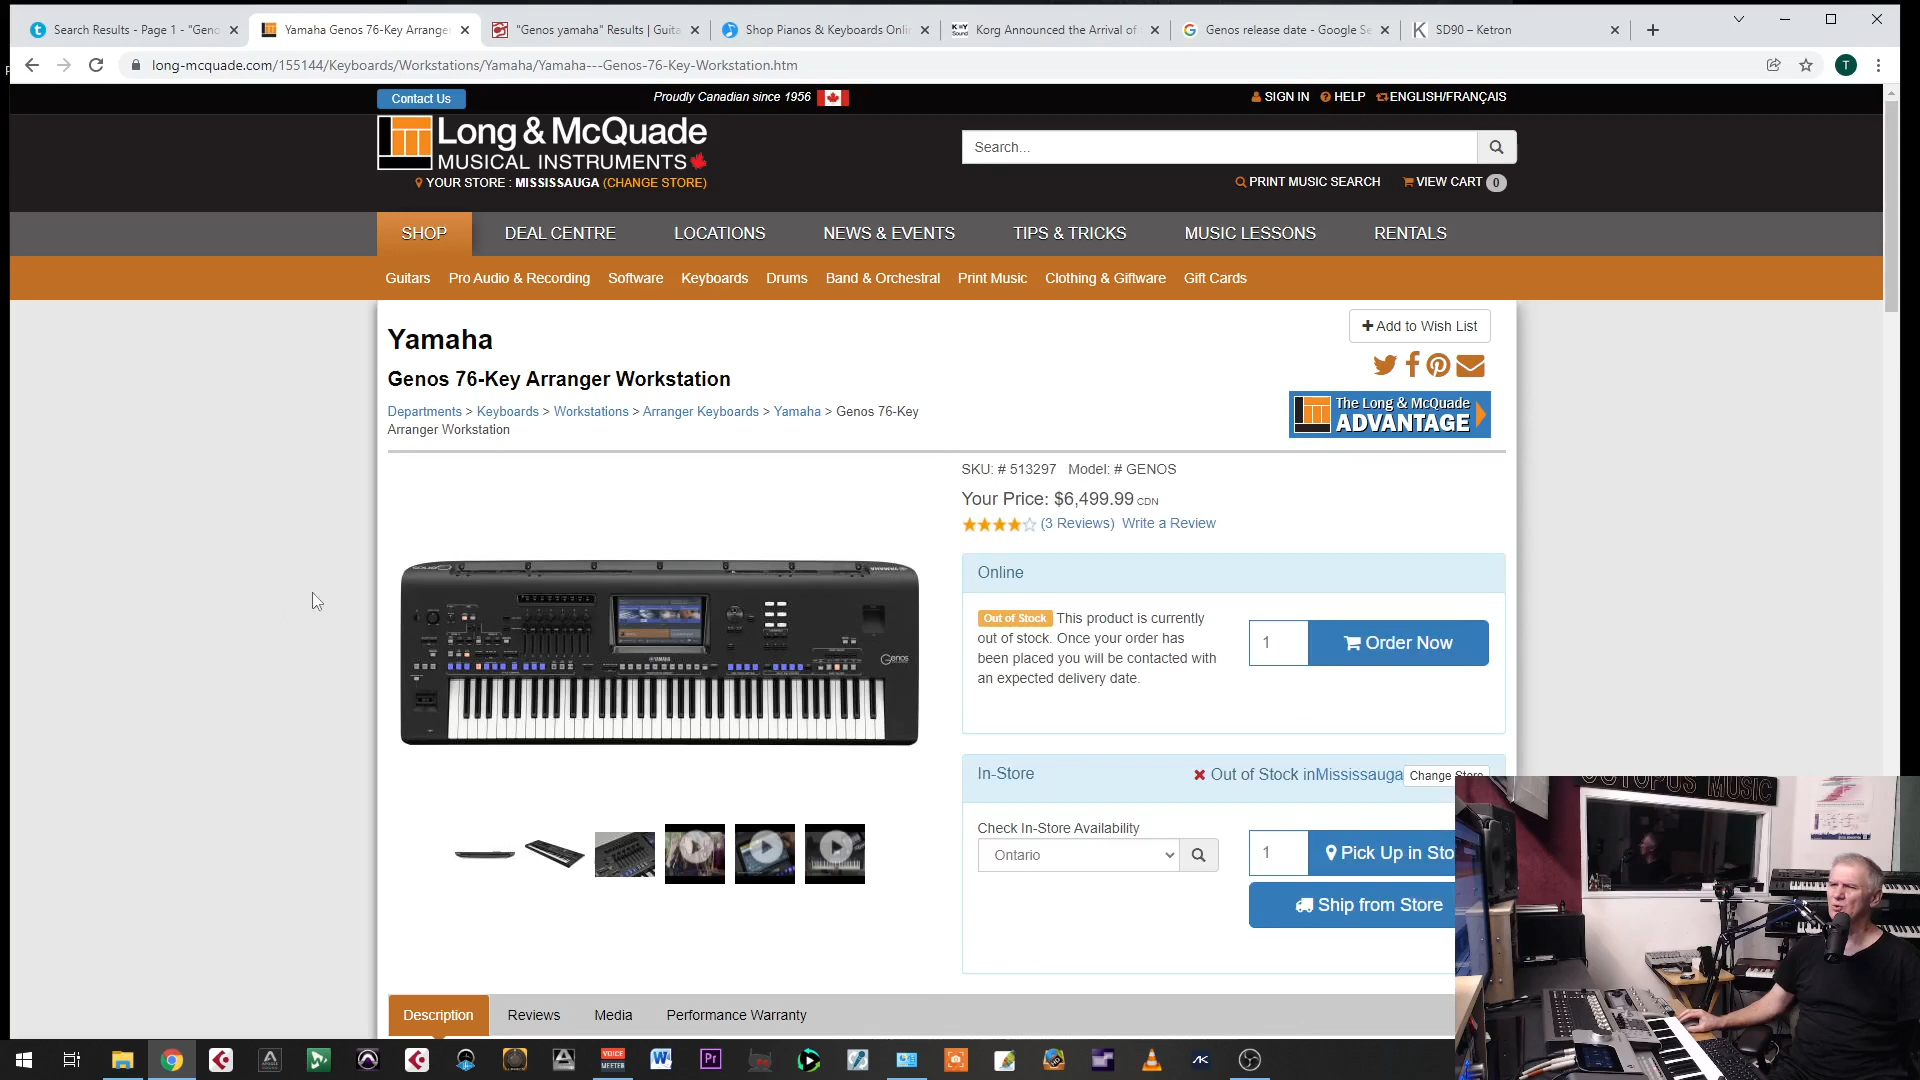 Search Results - Page 1 - "Geno
Yamaha Genos 76-Key Arranger
"Genos yamaha" Results | Guita
Shop Pianos & Keyboards Onli
Korg Announced the Arrival of
Genos release date - Google Se
SD90 – Ketron
long-mcquade.com/155144/Keyboards/Workstations/Yamaha/Yamaha---Genos-76-Key-Workstation.htm
T
Contact Us
Proudly Canadian since 1956
SIGN IN HELP ENGLISH/FRANÇAIS
Long & McQuade
MUSICAL INSTRUMENTS
Search...
YOUR STORE : MISSISSAUGA (CHANGE STORE)
PRINT MUSIC SEARCH VIEW CART 0
SHOP DEAL CENTRE LOCATIONS NEWS & EVENTS TIPS & TRICKS MUSIC LESSONS RENTALS
Guitars Pro Audio & Recording Software Keyboards Drums Band & Orchestral Print Music Clothing & Giftware Gift Cards
Yamaha
Add to Wish List
Genos 76-Key Arranger Workstation
Departments > Keyboards > Workstations > Arranger Keyboards > Yamaha > Genos 76-Key
Arranger Workstation
The Long & McQuade
ADVANTAGE
SKU: # 513297 Model: # GENOS
Your Price: $6,499.99 CDN
(3 Reviews) Write a Review
Online
Out of Stock This product is currently
out of stock. Once your order has
been placed you will be contacted with
an expected delivery date.
1
Order Now
Genos
In-Store
Out of Stock inMississauga
Change Store
Check In-Store Availability
Ontario
1
Pick Up in Sto
Ship from Store
OCTOPUS MUSIC
Description Reviews Media Performance Warranty
VOICE
MEETER
W
Pr